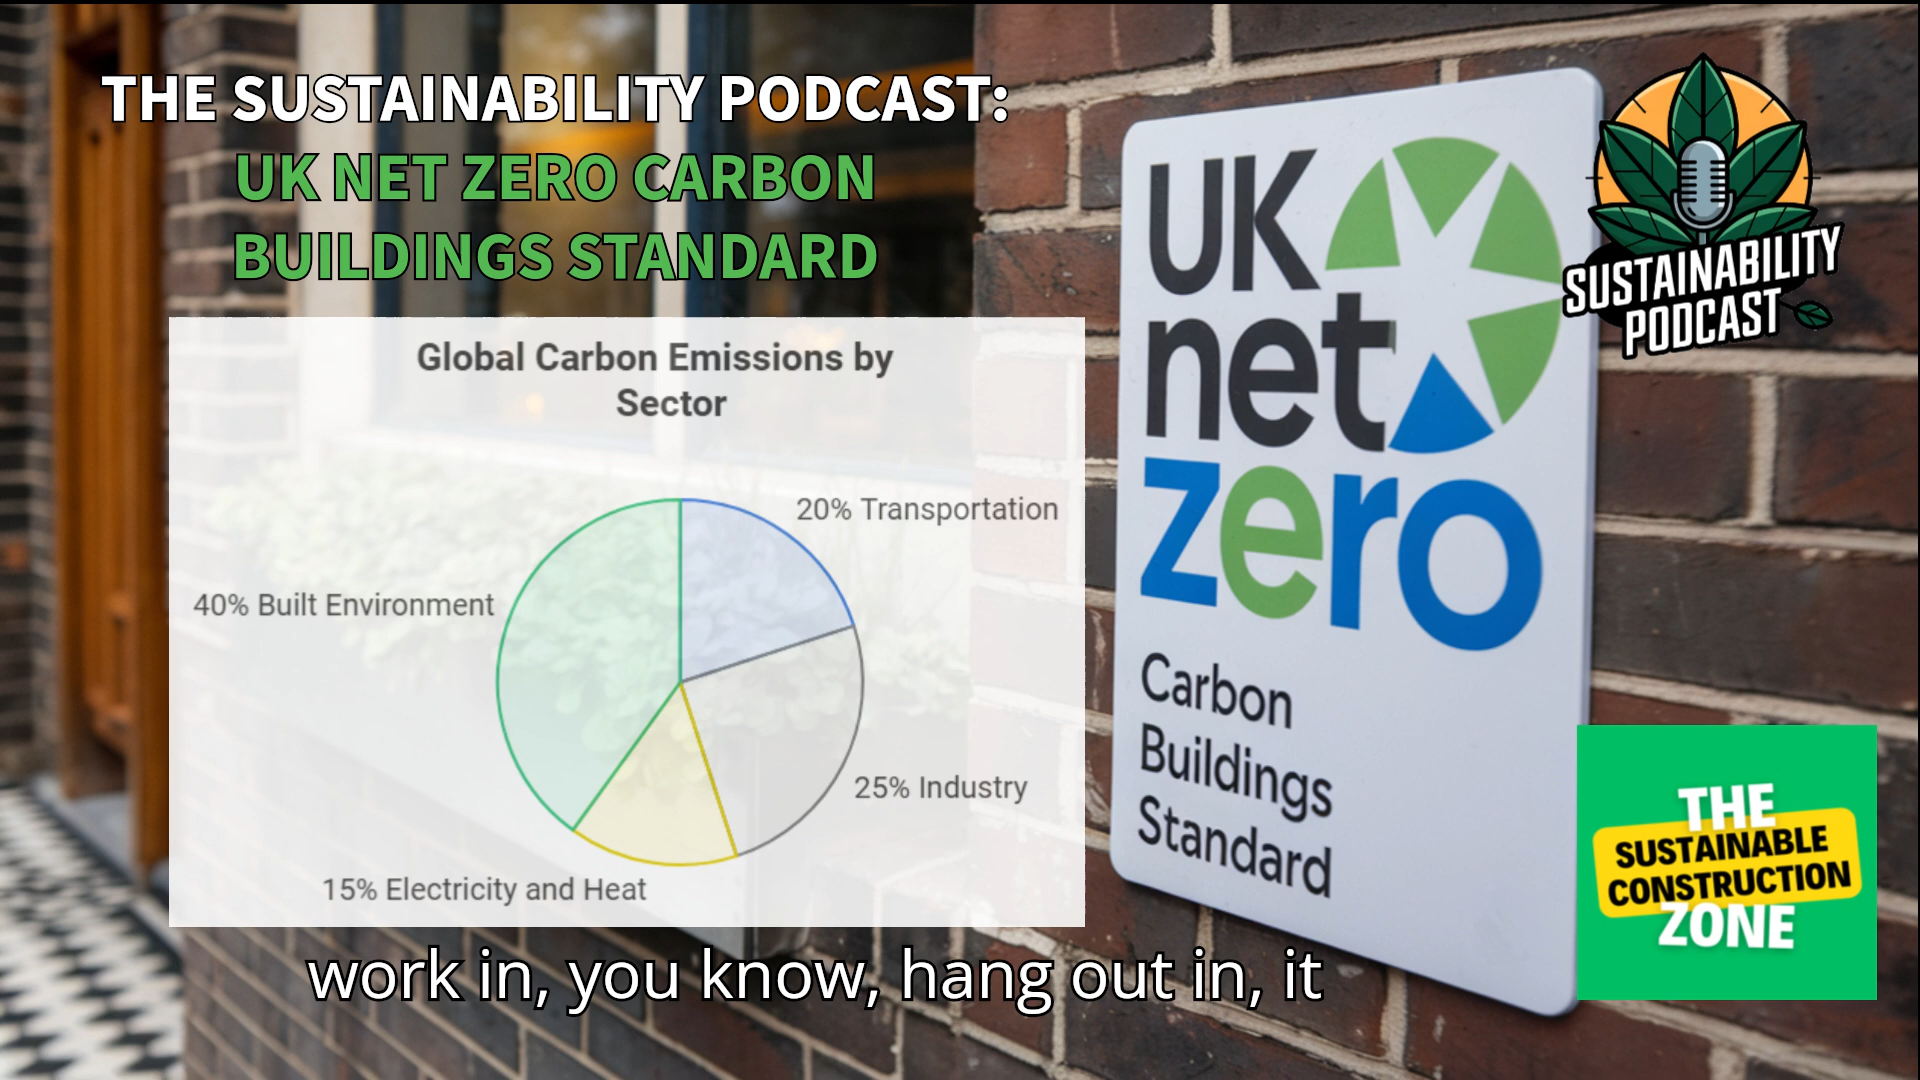 THE SUSTAINABILITY PODCAST:
UK NET ZERO CARBON
BUILDINGS STANDARD
Global Carbon Emissions by
Sector
20% Transportation
40% Built Environment
25% Industry
15% Electricity and Heat
work in, you know, hang out in, it
UK
net
zero
Carbon
Buildings
Standard
SUSTAINABILITY
PODCAST
THE
SUSTAINABLE
CONSTRUCTION
ZONE